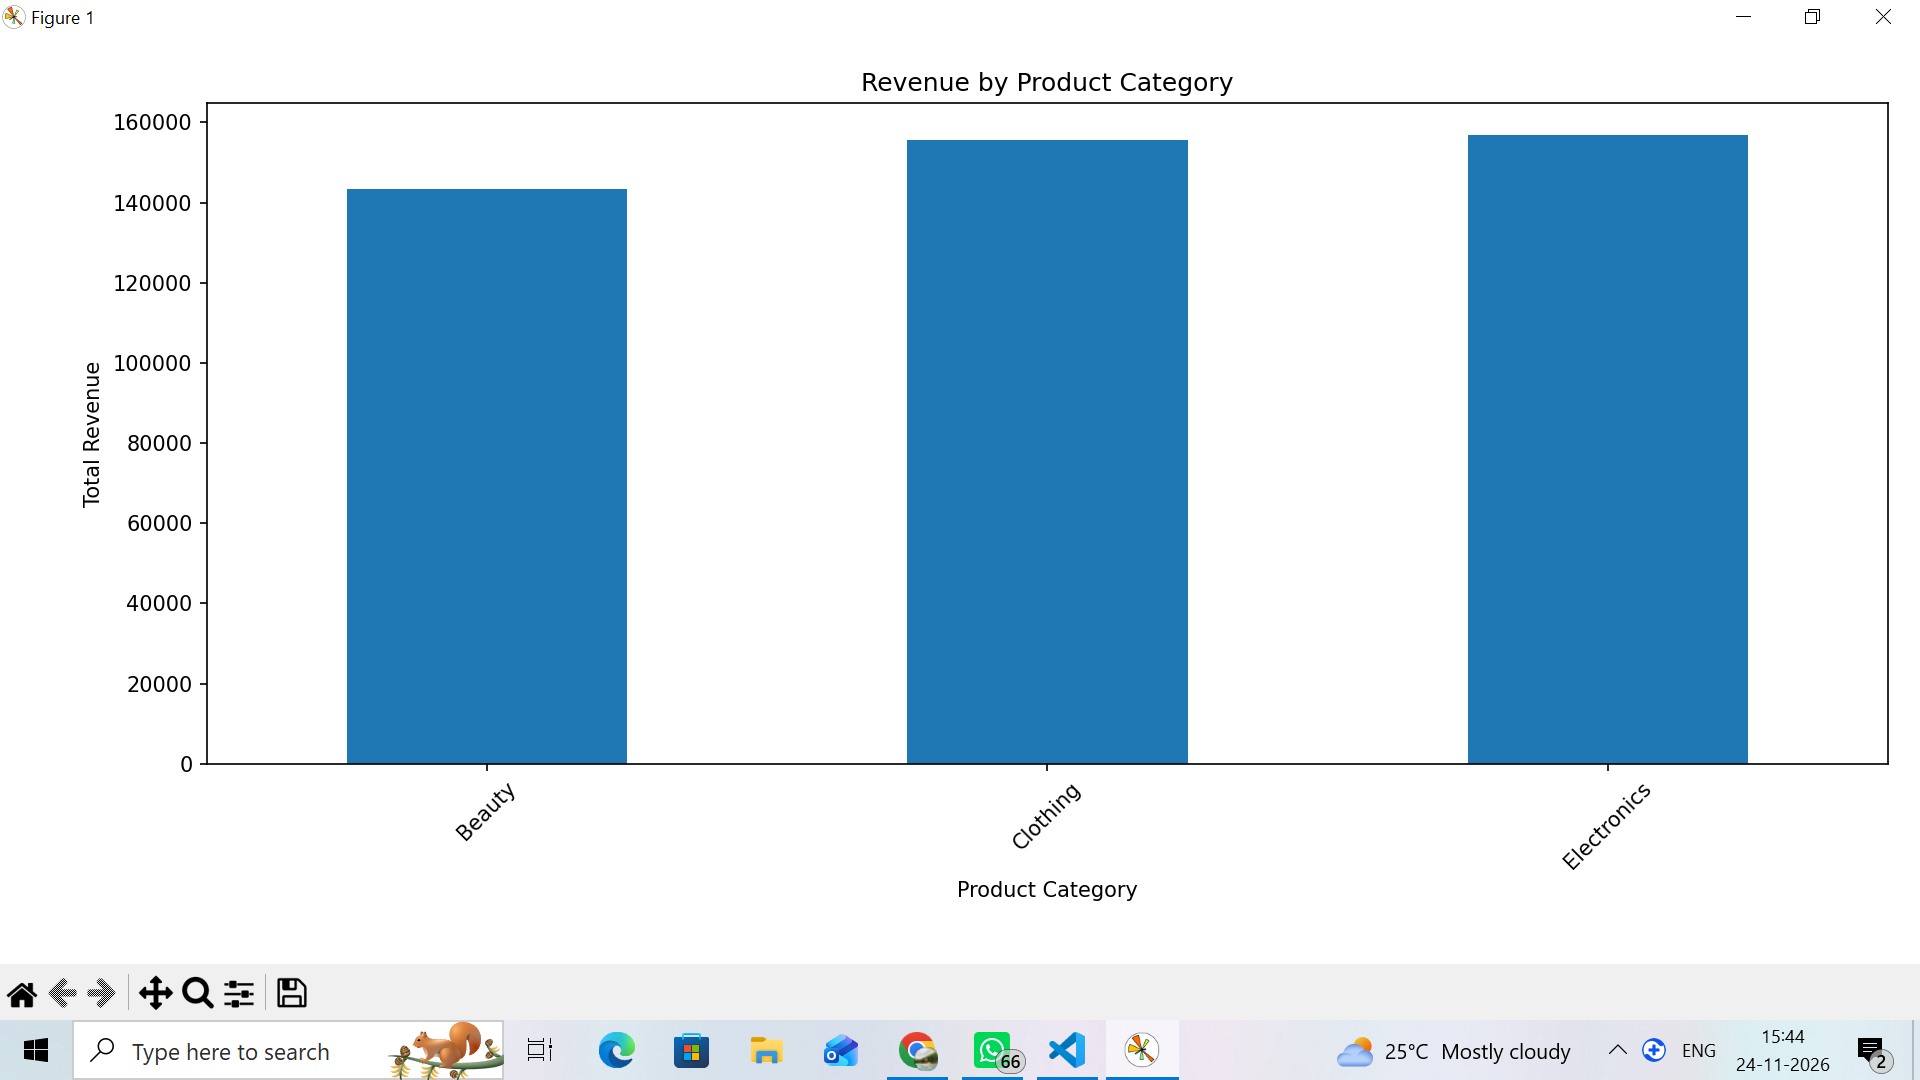 Figure 1
Revenue by Product Category
160000
140000
120000
100000
80000
60000
40000
20000
0
Total Revenue
Beauty
Clothing
Electronics
Product Category
Type here to search
66
25°C Mostly cloudy
ENG
15:44
24-11-2026
2